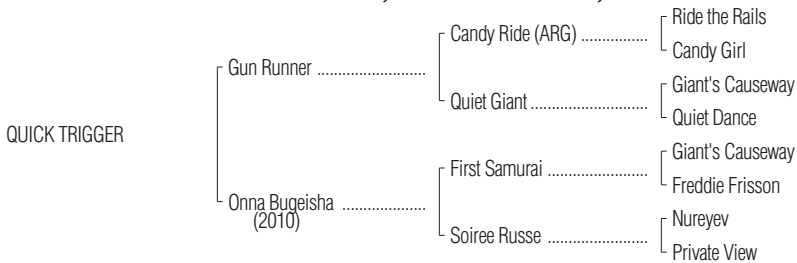 Ride the Rails
Candy Ride (ARG) ................
Candy Girl
Gun Runner ..........................
Giant's Causeway
Quiet Giant ............................
Quiet Dance
QUICK TRIGGER
Giant's Causeway
First Samurai ........................
Freddie Frisson
Onna Bugeisha ....................
(2010)
Nureyev
Soiree Russe ........................
Private View